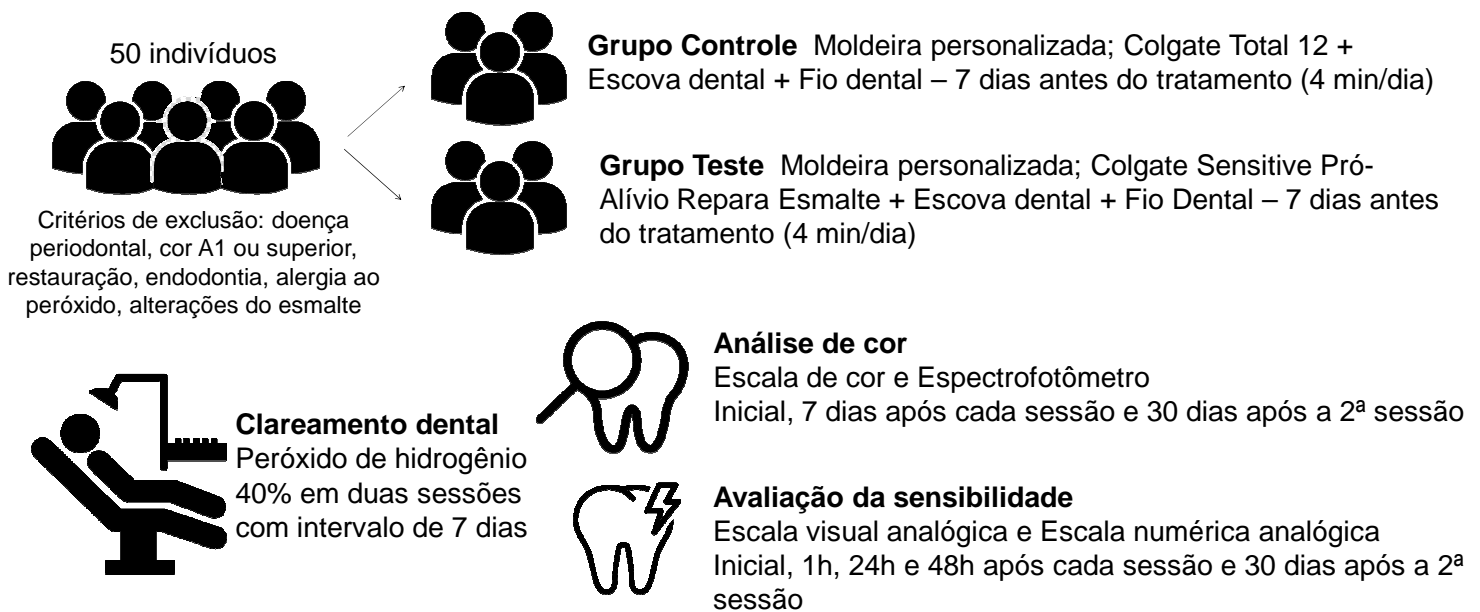 50 indivíduos
Critérios de exclusão: doença
periodontal, cor A1 ou superior,
restauração, endodontia, alergia ao
peróxido, alterações do esmalte
Grupo Controle Moldeira personalizada; Colgate Total 12 +
Escova dental + Fio dental – 7 dias antes do tratamento (4 min/dia)
Grupo Teste Moldeira personalizada; Colgate Sensitive Pró-
Alívio Repara Esmalte + Escova dental + Fio Dental – 7 dias antes
do tratamento (4 min/dia)
Clareamento dental
Peróxido de hidrogênio
40% em duas sessões
com intervalo de 7 dias
Análise de cor
Escala de cor e Espectrofotômetro
Inicial, 7 dias após cada sessão e 30 dias após a 2ª sessão
Avaliação da sensibilidade
Escala visual analógica e Escala numérica analógica
Inicial, 1h, 24h e 48h após cada sessão e 30 dias após a 2ª
sessão